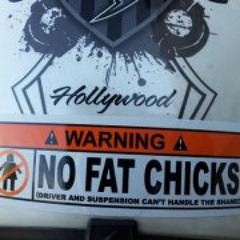 Hollywood
WARNING
NO FAT CHICKS
(DRIVER AND SUSPENSION CAN'T HANDLE THE SHAME)